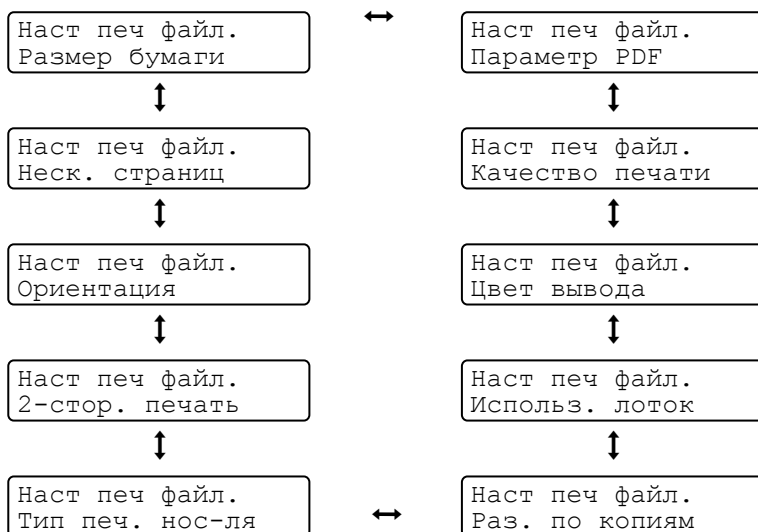 Наст печ файл.
Размер бумаги
Наст печ файл.
Параметр PDF
Наст печ файл.
Неск. страниц
Наст печ файл.
Качество печати
Наст печ файл.
Ориентация
Наст печ файл.
Цвет вывода
Наст печ файл.
2-стор. печать
Наст печ файл.
Использ. лоток
Наст печ файл.
Тип печ. нос-ля
Наст печ файл.
Раз. по копиям